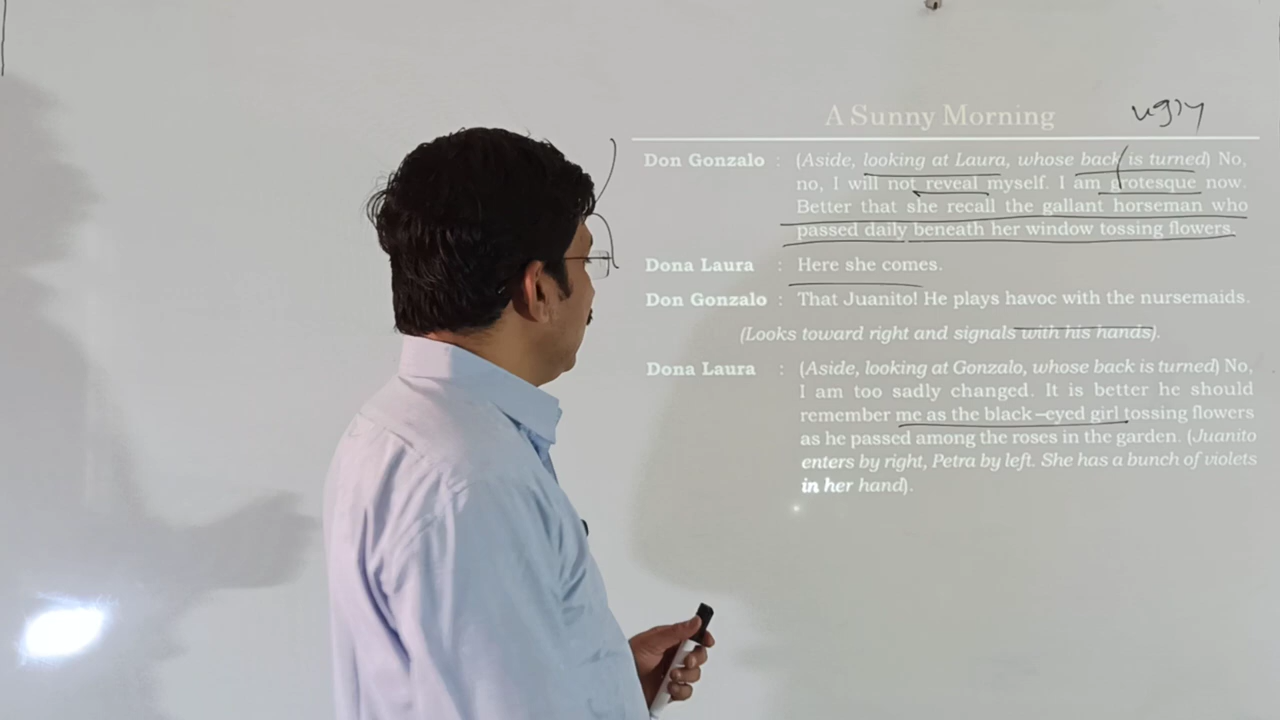 A Sunny Morning
ugly
Don Gonzalo : (Aside, looking at Laura, whose back is turned) No,
no, I will not reveal myself. I am grotesque now.
Better that she recall the gallant horseman who
passed daily beneath her window tossing flowers.
Dona Laura : Here she comes.
Don Gonzalo : That Juanito! He plays havoc with the nursemaids.
(Looks toward right and signals with his hands).
Dona Laura : (Aside, looking at Gonzalo, whose back is turned) No,
I am too sadly changed. It is better he should
remember me as the black–eyed girl tossing flowers
as he passed among the roses in the garden. (Juanito
enters by right, Petra by left. She has a bunch of violets
in her hand).